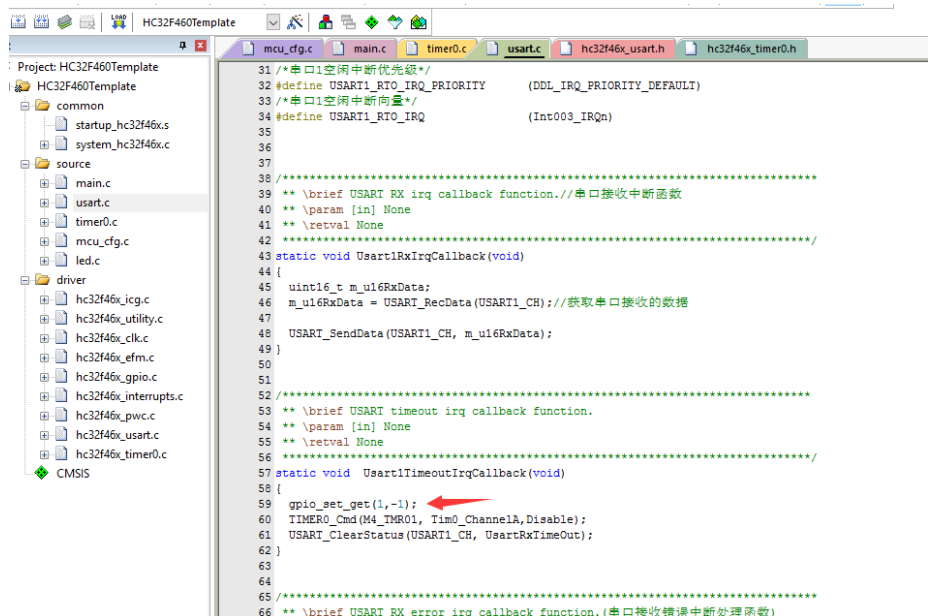 HC32F460Template
Project: HC32F460Template
HC32F460Template
common
startup_hc32f46x.s
system_hc32f46x.c
source
main.c
usart.c
timer0.c
mcu_cfg.c
led.c
driver
hc32f46x_icg.c
hc32f46x_utility.c
hc32f46x_clk.c
hc32f46x_efm.c
hc32f46x_gpio.c
hc32f46x_interrupts.c
hc32f46x_pwc.c
hc32f46x_usart.c
hc32f46x_timer0.c
CMSIS
mcu_cfg.c main.c timer0.c usart.c hc32f46x_usart.h hc32f46x_timer0.h
31 /*串口1空闲中断优先级*/
32 #define USART1_RTO_IRQ_PRIORITY (DDL_IRQ_PRIORITY_DEFAULT)
33 /*串口1空闲中断向量*/
34 #define USART1_RTO_IRQ (Int003_IRQn)
35
36
37
38 /*******************************************************************************
39 ** \brief USART RX irq callback function.//串口接收中断函数
40 ** \param [in] None
41 ** \retval None
42 ******************************************************************************/
43 static void Usart1RxIrqCallback(void)
44 {
45 uint16_t m_u16RxData;
46 m_u16RxData = USART_RecData(USART1_CH);//获取串口接收的数据
47
48 USART_SendData(USART1_CH, m_u16RxData);
49 }
50
51
52 /*******************************************************************************
53 ** \brief USART timeout irq callback function.
54 ** \param [in] None
55 ** \retval None
56 ******************************************************************************/
57 static void Usart1TimeoutIrqCallback(void)
58 {
59 gpio_set_get(1,-1);
60 TIMER0_Cmd(M4_TMR01, Tim0_ChannelA,Disable);
61 USART_ClearStatus(USART1_CH, UsartRxTimeOut);
62 }
63
64
65 /*******************************************************************************
66 ** \brief USART RX error irq callback function.(串口接收错误中断处理函数)